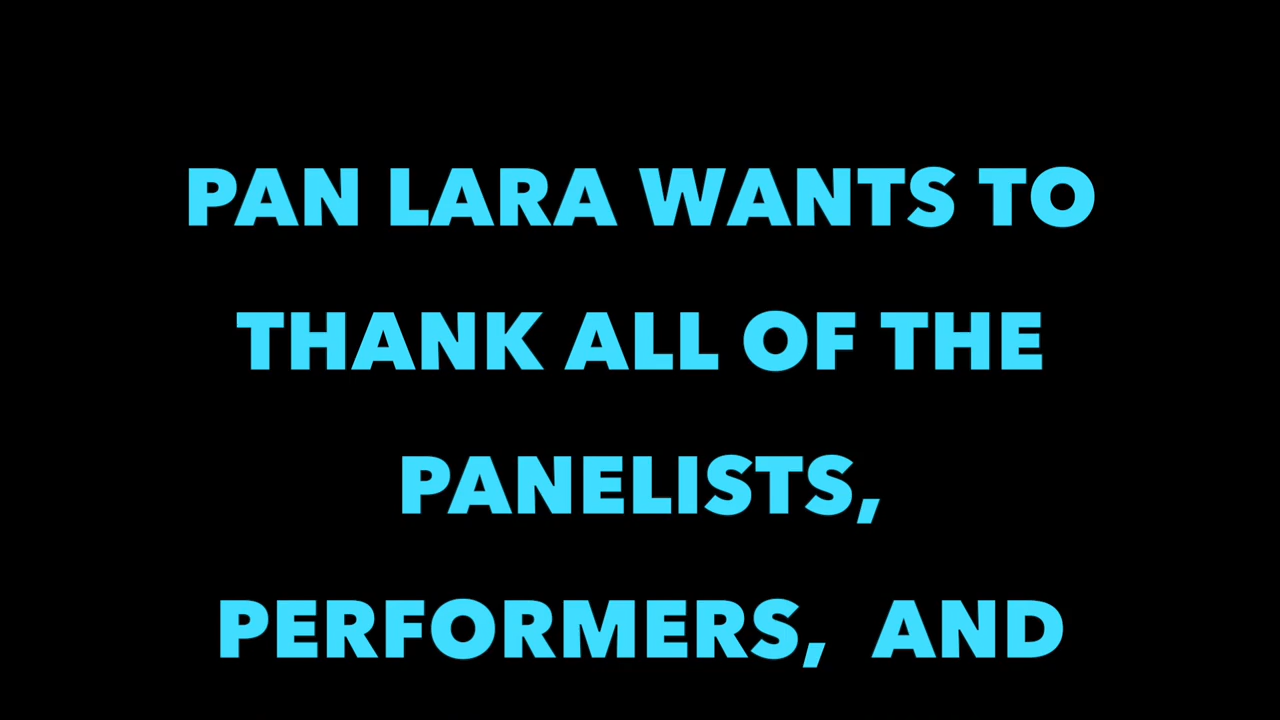 PAN LARA WANTS TO
THANK ALL OF THE
PANELISTS,
PERFORMERS, AND